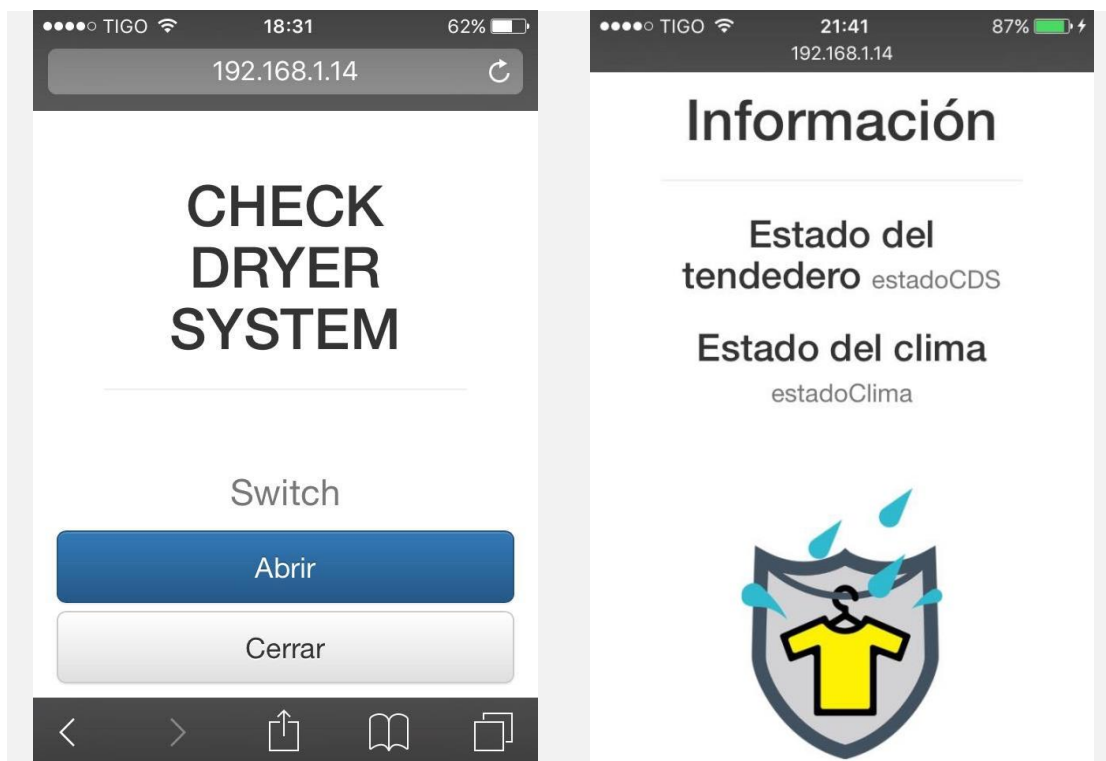 TIGO 18:31 62%
192.168.1.14
CHECK
DRYER
SYSTEM
Switch
Abrir
Cerrar
TIGO 21:41 87%
192.168.1.14
Información
Estado del
tendedero estadoCDS
Estado del clima
estadoClima